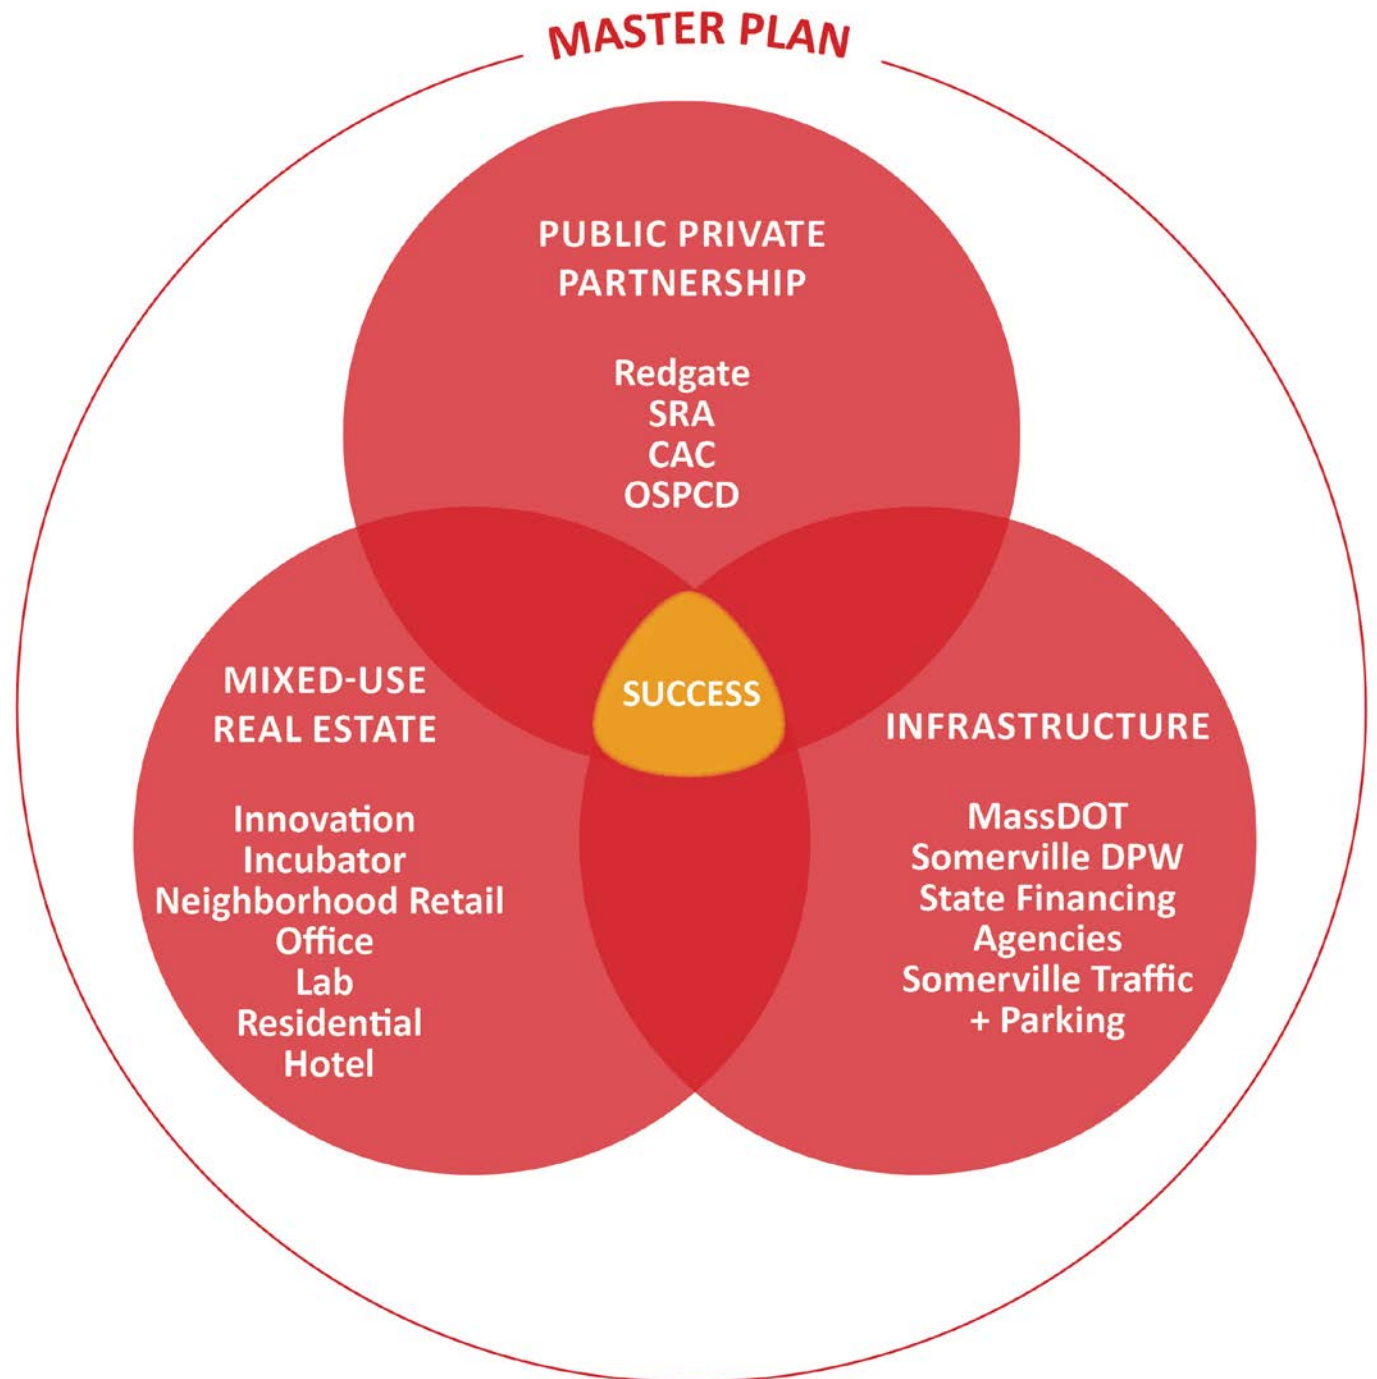 MASTER PLAN
PUBLIC PRIVATE
PARTNERSHIP
Redgate
SRA
CAC
OSPCD
SUCCESS
MIXED-USE
REAL ESTATE
Innovation
Incubator
Neighborhood Retail
Office
Lab
Residential
Hotel
INFRASTRUCTURE
MassDOT
Somerville DPW
State Financing
Agencies
Somerville Traffic
+ Parking